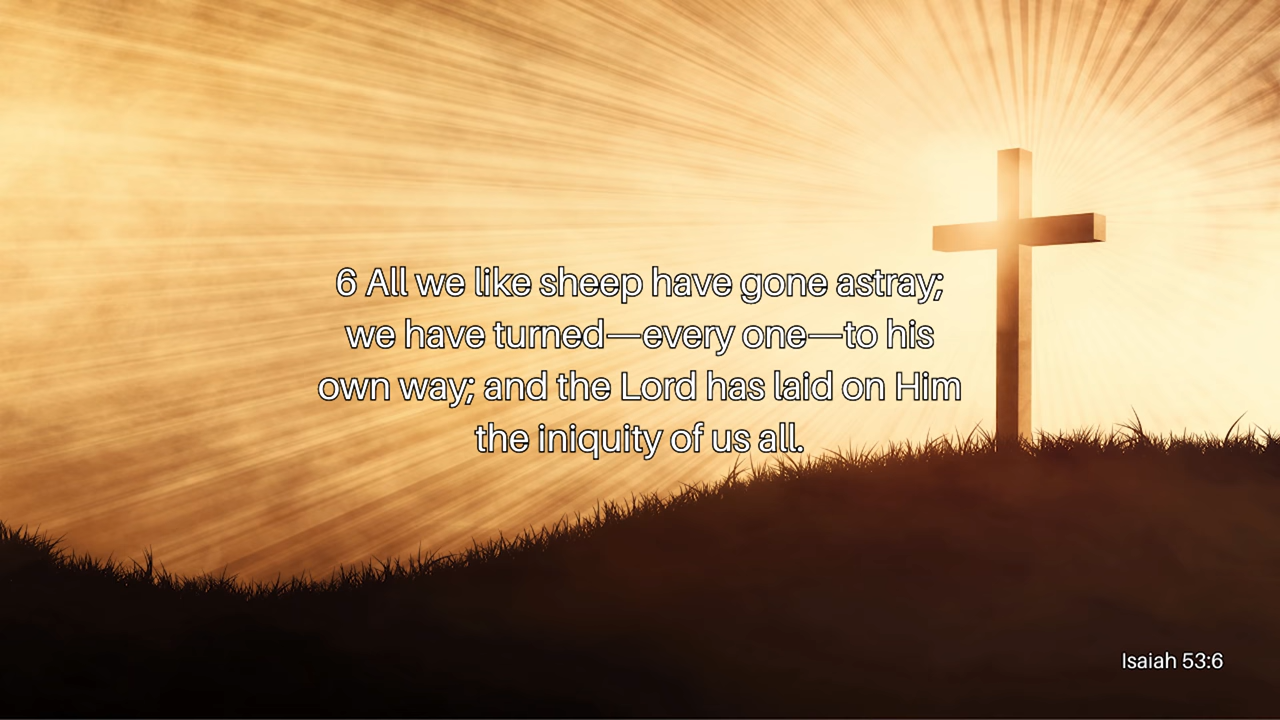 6 All we like sheep have gone astray;
we have turned—every one—to his
own way; and the Lord has laid on Him
the iniquity of us all.
Isaiah 53:6